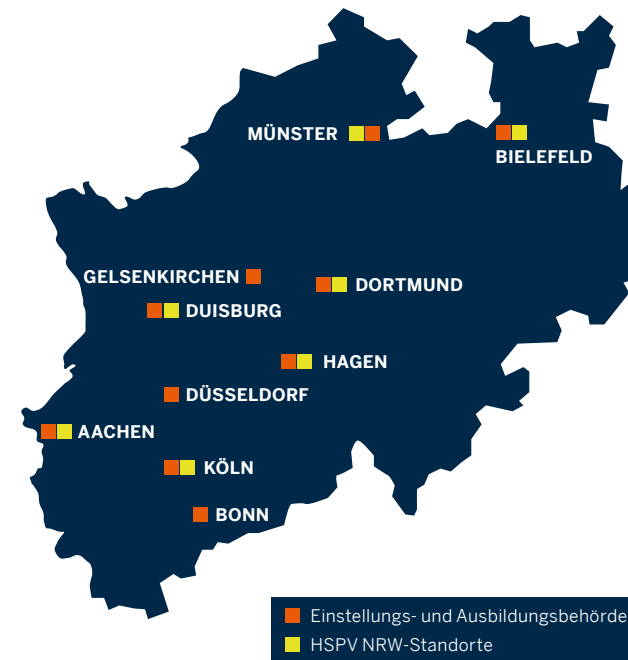 MÜNSTER
BIELEFELD
GELSENKIRCHEN
DORTMUND
DUISBURG
HAGEN
DÜSSELDORF
AACHEN
KÖLN
BONN
Einstellungs- und Ausbildungsbehörde
HSPV NRW-Standorte